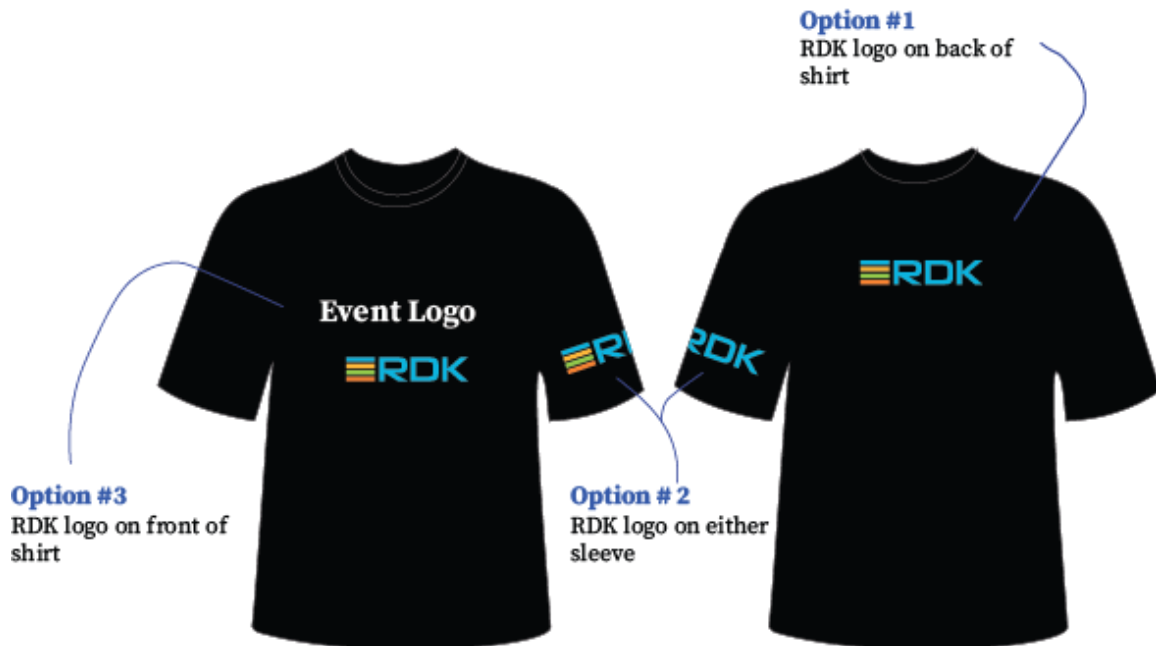 Option #1
RDK logo on back of
shirt
Event Logo
RDK
RDK
RDK
RDK
Option #3
RDK logo on front of
shirt
Option # 2
RDK logo on either
sleeve